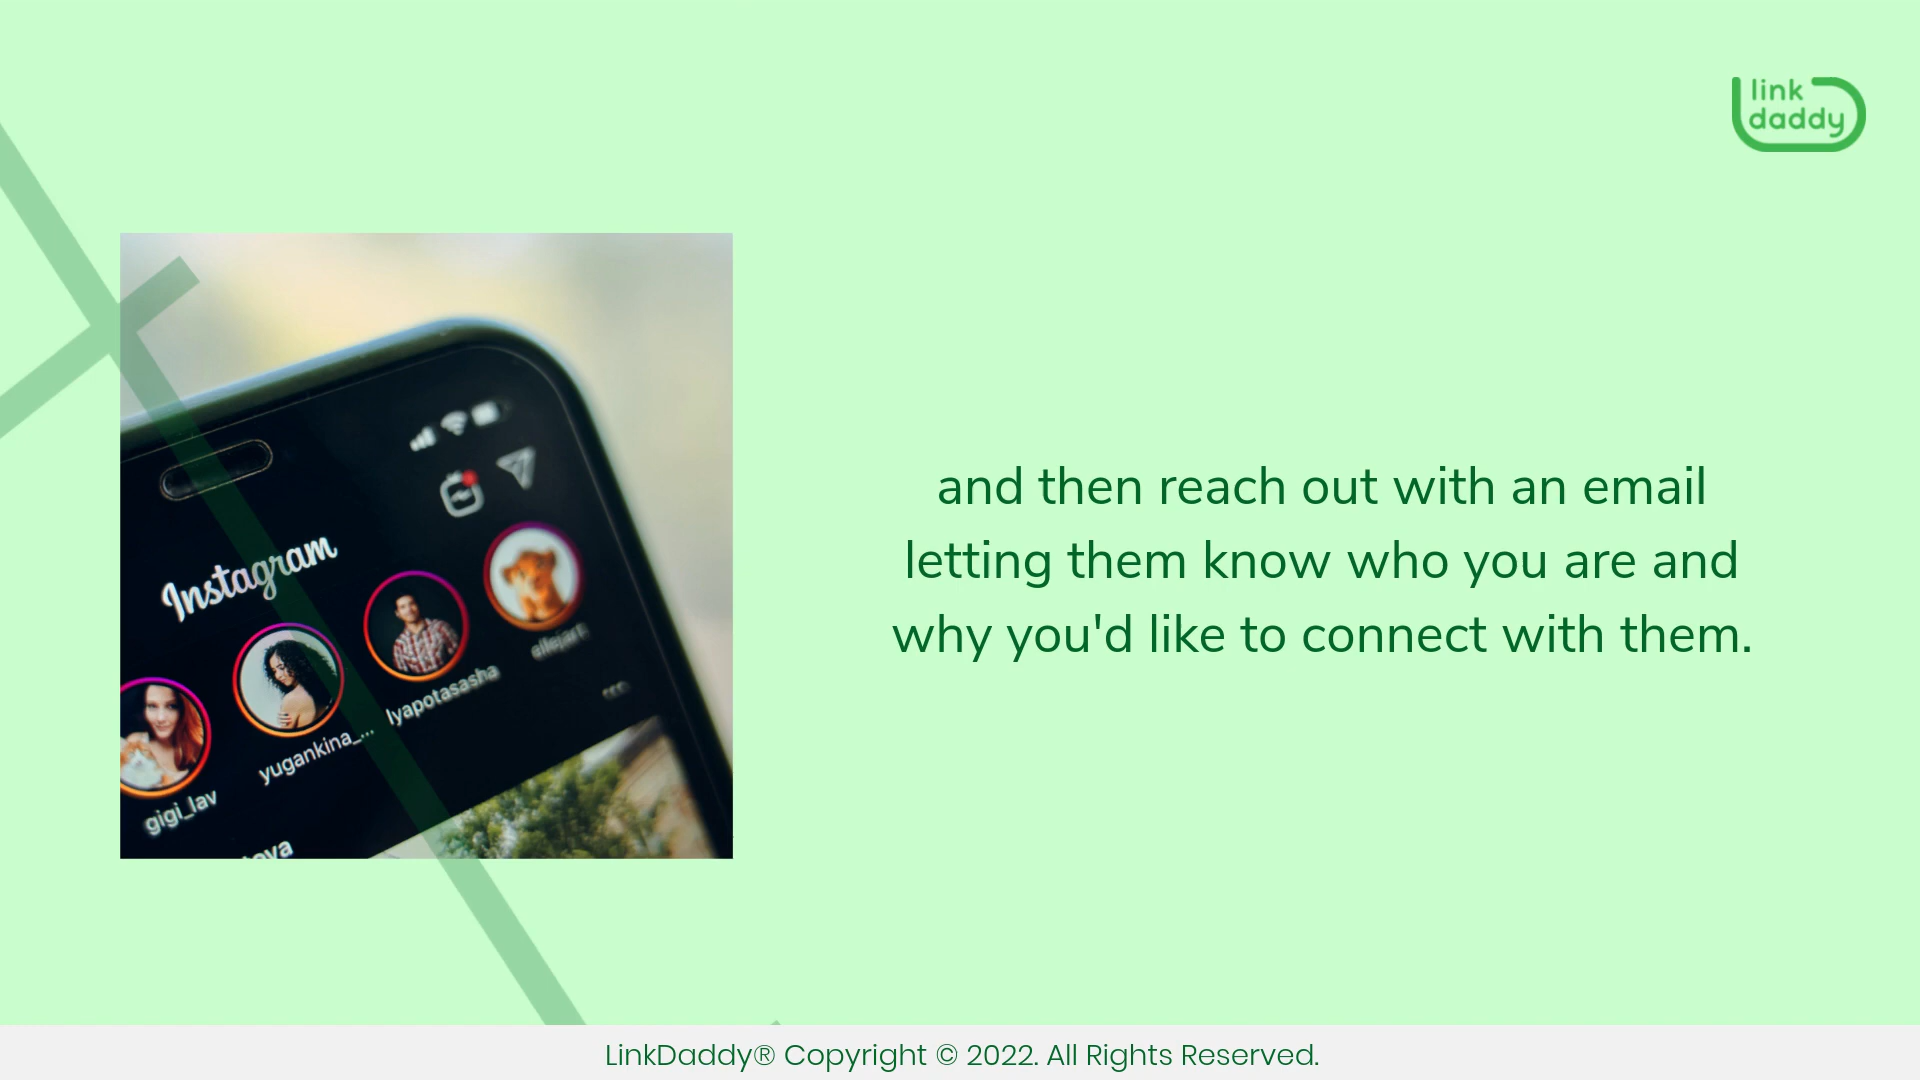 link
daddy
Instagram
lyapotasasha
yugankina_...
gigi_lav
and then reach out with an email
letting them know who you are and
why you'd like to connect with them.
LinkDaddy® Copyright © 2022. All Rights Reserved.